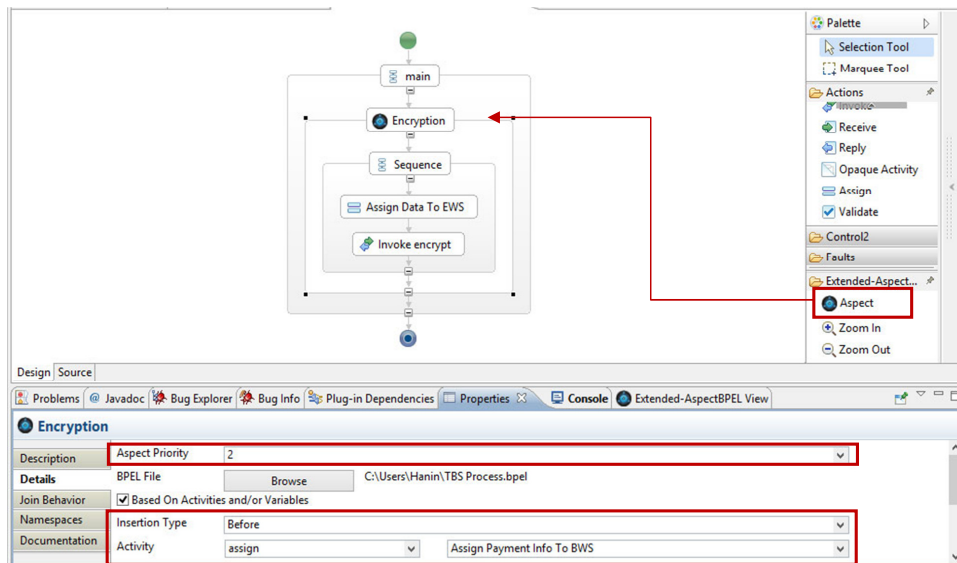 Palette
Selection Tool
Marquee Tool
Actions
Invoke
Receive
Reply
Opaque Activity
Assign
Validate
Control2
Faults
Extended-Aspect...
Aspect
Zoom In
Zoom Out
main
Encryption
Sequence
Assign Data To EWS
Invoke encrypt
Design Source
Problems @ Javadoc Bug Explorer Bug Info Plug-in Dependencies Properties Console Extended-AspectBPEL View
Encryption
Description
Details
Join Behavior
Namespaces
Documentation
Aspect Priority 2
BPEL File Browse C:\Users\Hanin\TBS Process.bpel
Based On Activities and/or Variables
Insertion Type Before
Activity assign Assign Payment Info To BWS